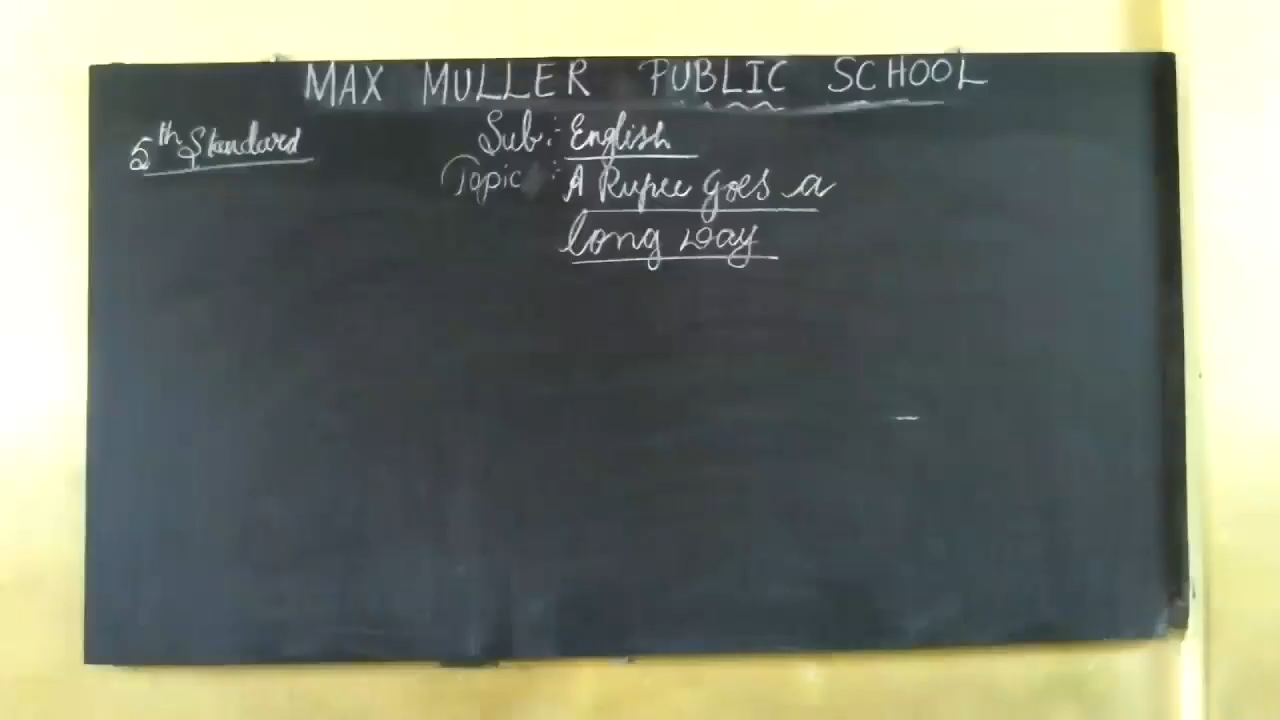 MAX MULLER PUBLIC SCHOOL
5th Standard
Sub: English
Topic: A Rupee Goes a
long way